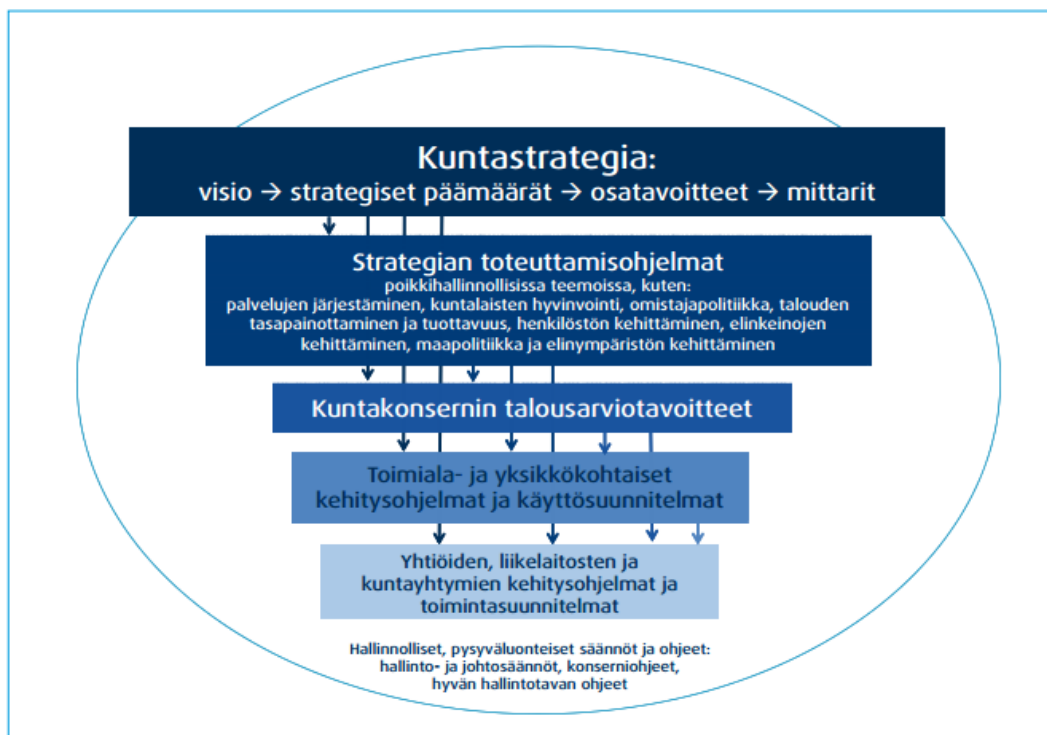 Kuntastrategia:
visio → strategiset päämäärät → osatavoitteet → mittarit
Strategian toteuttamisohjelmat
poikkihallinnollisissa teemoissa, kuten:
palvelujen järjestäminen, kuntalaisten hyvinvointi, omistajapolitiikka, talouden
tasapainottaminen ja tuottavuus, henkilöstön kehittäminen, elinkeinojen
kehittäminen, maapolitiikka ja elinympäristön kehittäminen
Kuntakonsernin talousarviotavoitteet
Toimiala- ja yksikkökohtaiset
kehitysohjelmat ja käyttösuunnitelmat
Yhtiöiden, liikelaitosten ja
kuntayhtymien kehitysohjelmat ja
toimintasuunnitelmat
Hallinnolliset, pysyväluonteiset säännöt ja ohjeet:
hallinto- ja johtosäännöt, konserniohjeet,
hyvän hallintotavan ohjeet